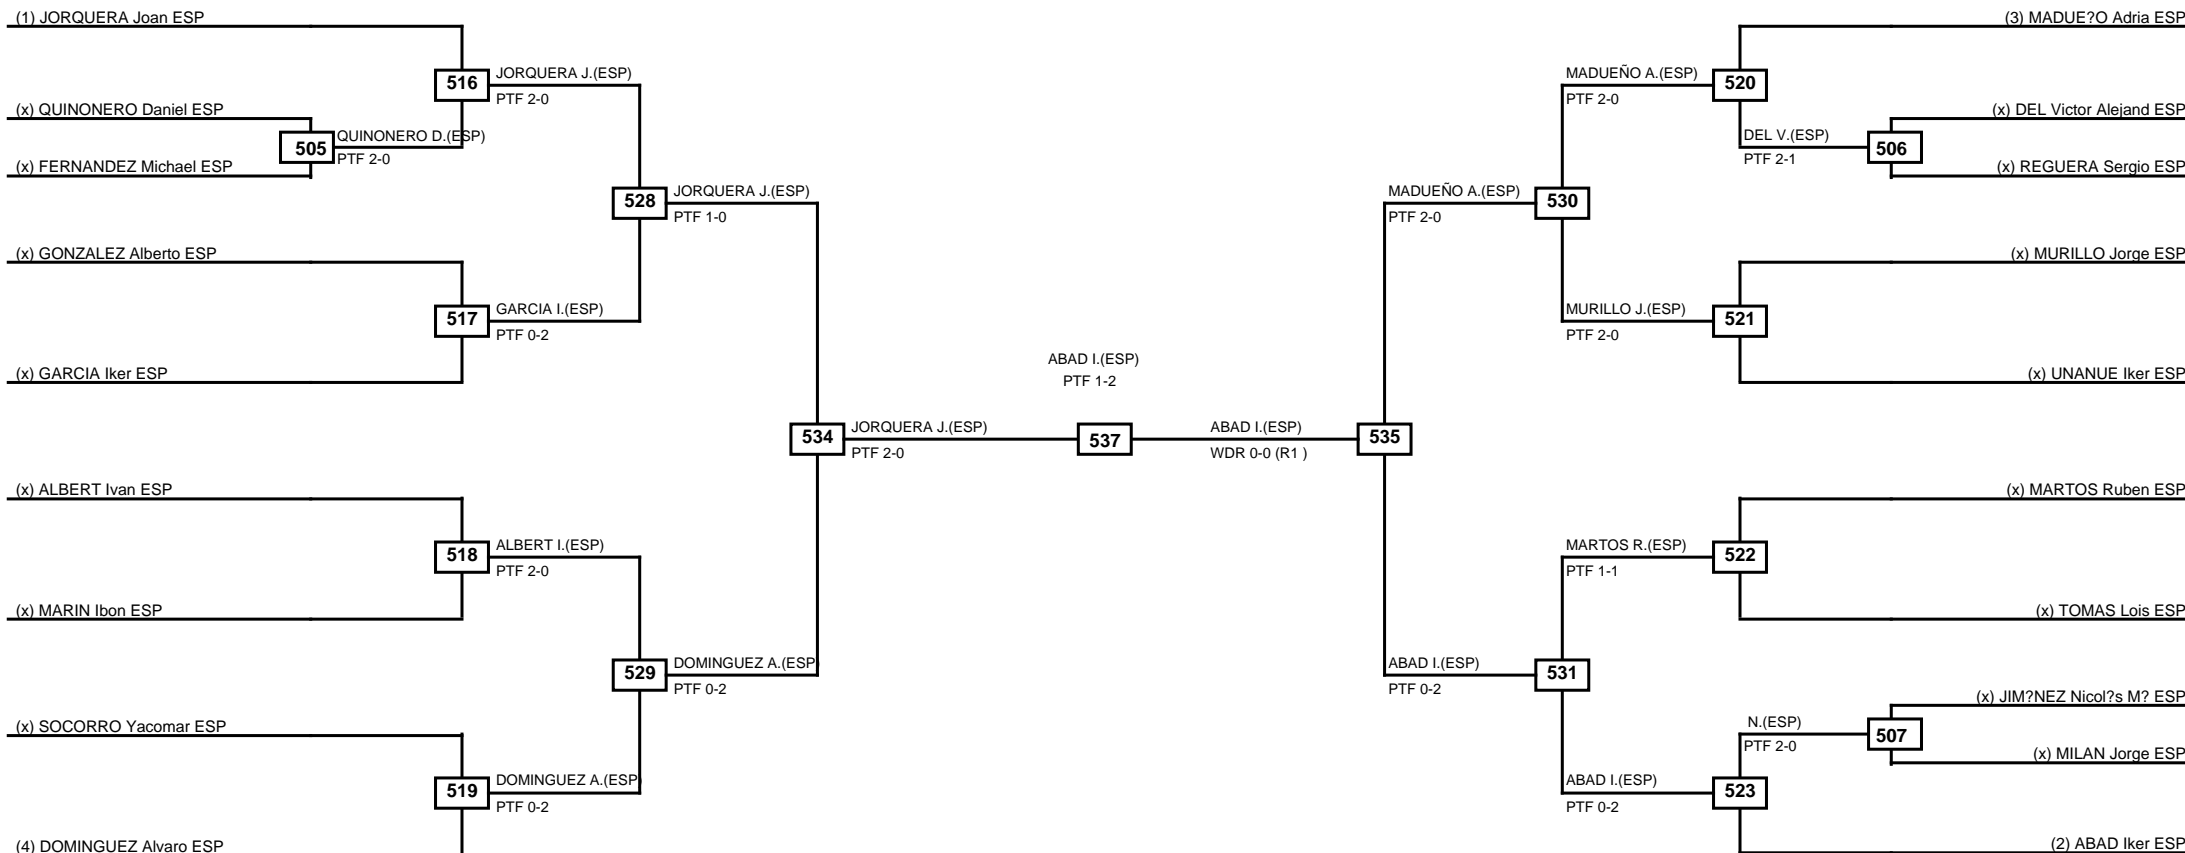 (1) JORQUERA Joan ESP
(3) MADUE?O Adria ESP
516
JORQUERA J.(ESP)
PTF 2-0
MADUEÑO A.(ESP)
PTF 2-0
520
(x) QUINONERO Daniel ESP
(x) DEL Victor Alejand ESP
505
QUINONERO D.(ESP)
PTF 2-0
DEL V.(ESP)
PTF 2-1
506
(x) FERNANDEZ Michael ESP
(x) REGUERA Sergio ESP
528
JORQUERA J.(ESP)
PTF 1-0
MADUEÑO A.(ESP)
PTF 2-0
530
(x) GONZALEZ Alberto ESP
(x) MURILLO Jorge ESP
517
GARCIA I.(ESP)
PTF 0-2
MURILLO J.(ESP)
PTF 2-0
521
ABAD I.(ESP)
PTF 1-2
(x) GARCIA Iker ESP
(x) UNANUE Iker ESP
534
JORQUERA J.(ESP)
PTF 2-0
537
ABAD I.(ESP)
WDR 0-0 (R1 )
535
(x) ALBERT Ivan ESP
(x) MARTOS Ruben ESP
518
ALBERT I.(ESP)
PTF 2-0
MARTOS R.(ESP)
PTF 1-1
522
(x) MARIN Ibon ESP
(x) TOMAS Lois ESP
529
DOMINGUEZ A.(ESP)
PTF 0-2
ABAD I.(ESP)
PTF 0-2
531
(x) SOCORRO Yacomar ESP
(x) JIM?NEZ Nicol?s M? ESP
N.(ESP)
PTF 2-0
507
(x) MILAN Jorge ESP
519
DOMINGUEZ A.(ESP)
PTF 0-2
ABAD I.(ESP)
PTF 0-2
523
(4) DOMINGUEZ Alvaro ESP
(2) ABAD Iker ESP